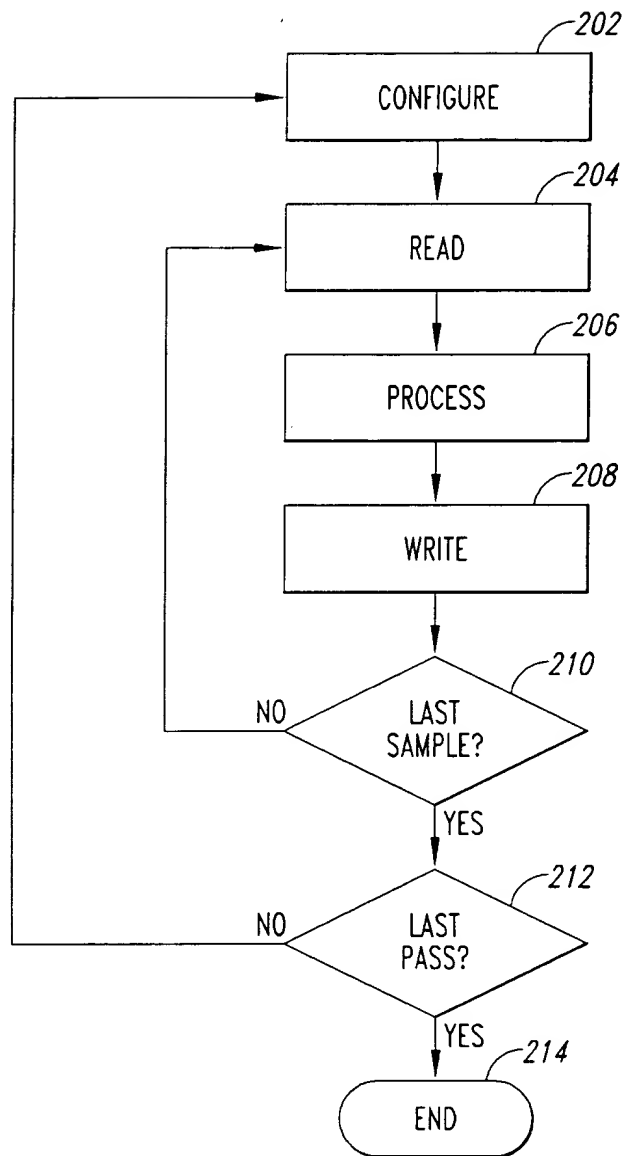 202
CONFIGURE
204
READ
206
PROCESS
208
WRITE
210
NO
LAST
SAMPLE?
YES
212
NO
LAST
PASS?
YES
214
END